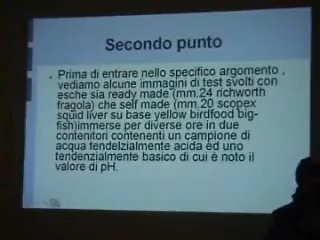 Secondo punto
Prima di entrare nello specifico argomento ,
vediamo alcune immagini di test svolti con
esche sia ready made (mm.24 richworth
fragola) che self made (mm.20 scopex
squid liver su base yellow birdfood big-
fish)immerse per diverse ore in due
contenitori contenenti un campione di
acqua tendelzialmente acida ed uno
tendenzialmente basico di cui è noto il
valore di pH.